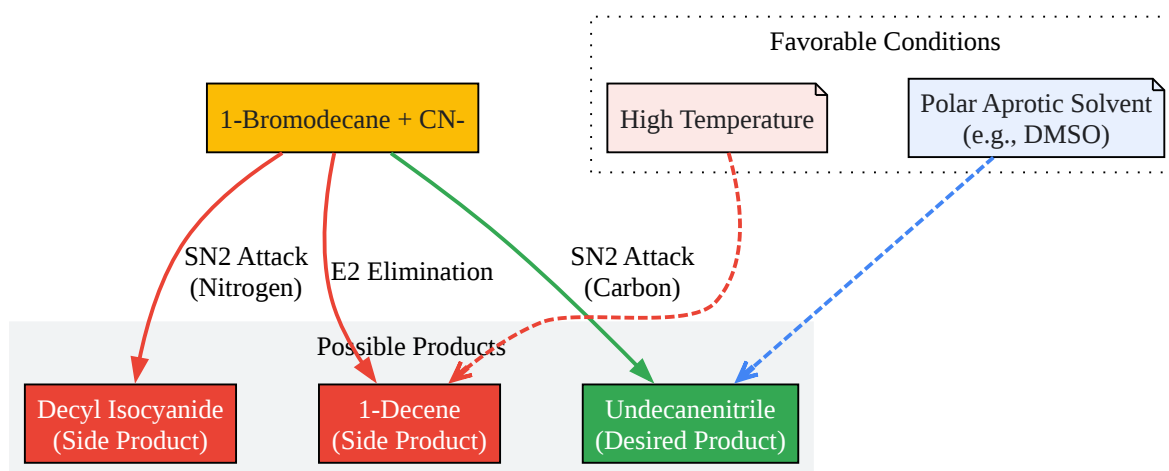 Favorable Conditions
1-Bromodecane + CN-
High Temperature
Polar Aprotic Solvent
(e.g., DMSO)
SN2 Attack
(Nitrogen)
E2 Elimination
SN2 Attack
(Carbon)
Possible Products
Decyl Isocyanide
(Side Product)
1-Decene
(Side Product)
Undecanenitrile
(Desired Product)